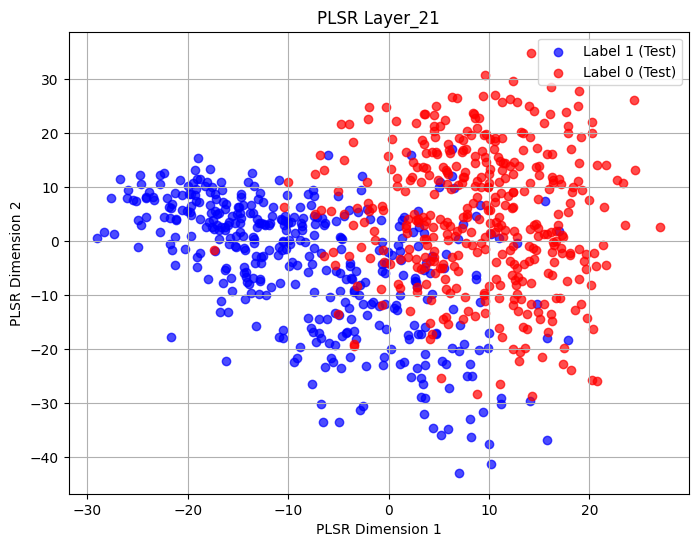 PLSR Layer_21
Label 1 (Test)
Label 0 (Test)
PLSR Dimension 2
30
20
10
0
−10
−20
−30
−40
−30
−20
−10
0
10
20
PLSR Dimension 1